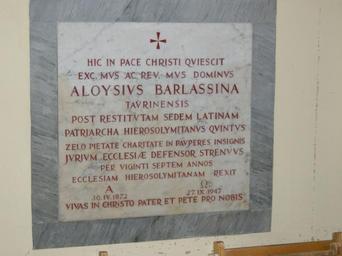 HIC IN PACE CHRISTI QVIESCIT
EXC. MVS AC REV. MVS DOMINVS
ALOYSIVS BARLASSINA
TAVRINENSIS
POST RESTITVTAM SEDEM LATINAM
PATRIARCHA HIEROSOLYMITANVS QVINTVS
ZELO PIETATE CHARITATE IN PAVPERES INSIGNIS
JVRIVM ECCLESIÆ DEFENSOR STRENVVS
PER VIGINTI SEPTEM ANNOS
ECCLESIAM HIEROSOLYMITANAM REXIT
A Ω
30.IV.1872 27.IX.1947
VIVAS IN CHRISTO PATER ET PETE PRO NOBIS